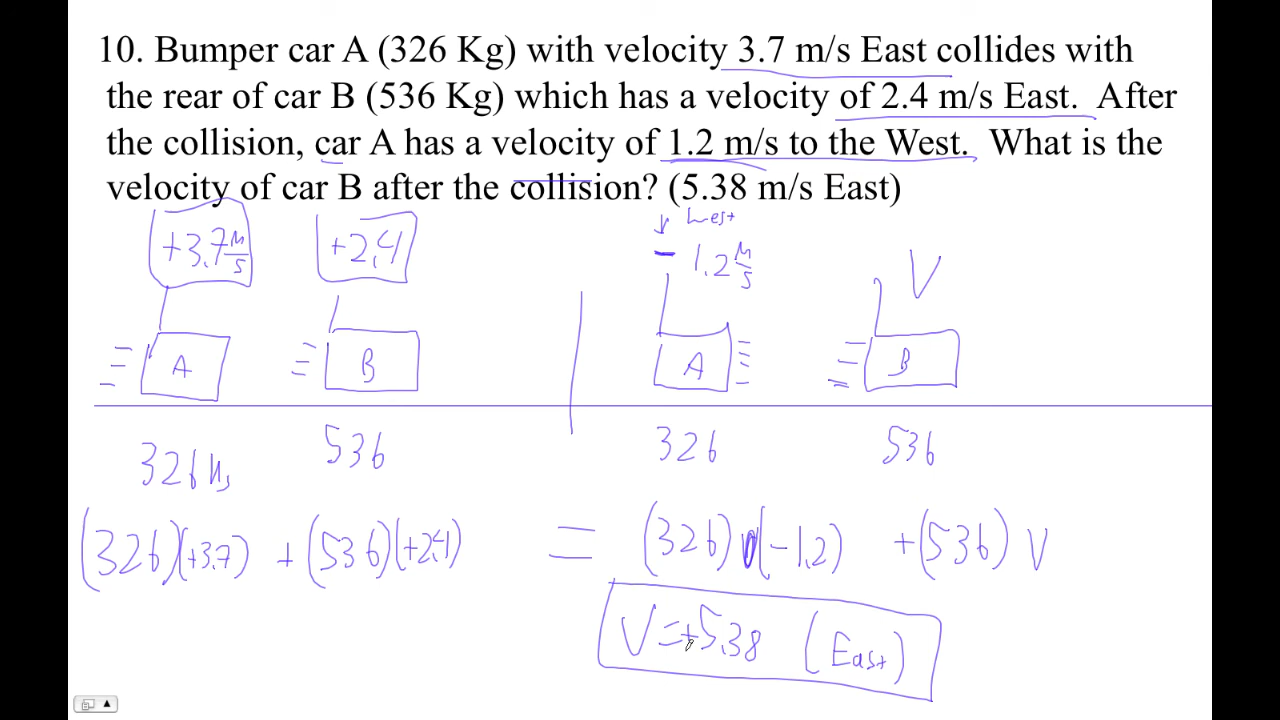 10. Bumper car A (326 Kg) with velocity 3.7 m/s East collides with
the rear of car B (536 Kg) which has a velocity of 2.4 m/s East. After
the collision, car A has a velocity of 1.2 m/s to the West. What is the
velocity of car B after the collision? (5.38 m/s East)
West
+3.7 m/s +2.4 - 1.2 m/s V
A B A B
326 Kg 536 326 536
(326)(+3.7) + (536)(+2.4) = (326)(-1.2) + (536) V
V=+5.38 (East)